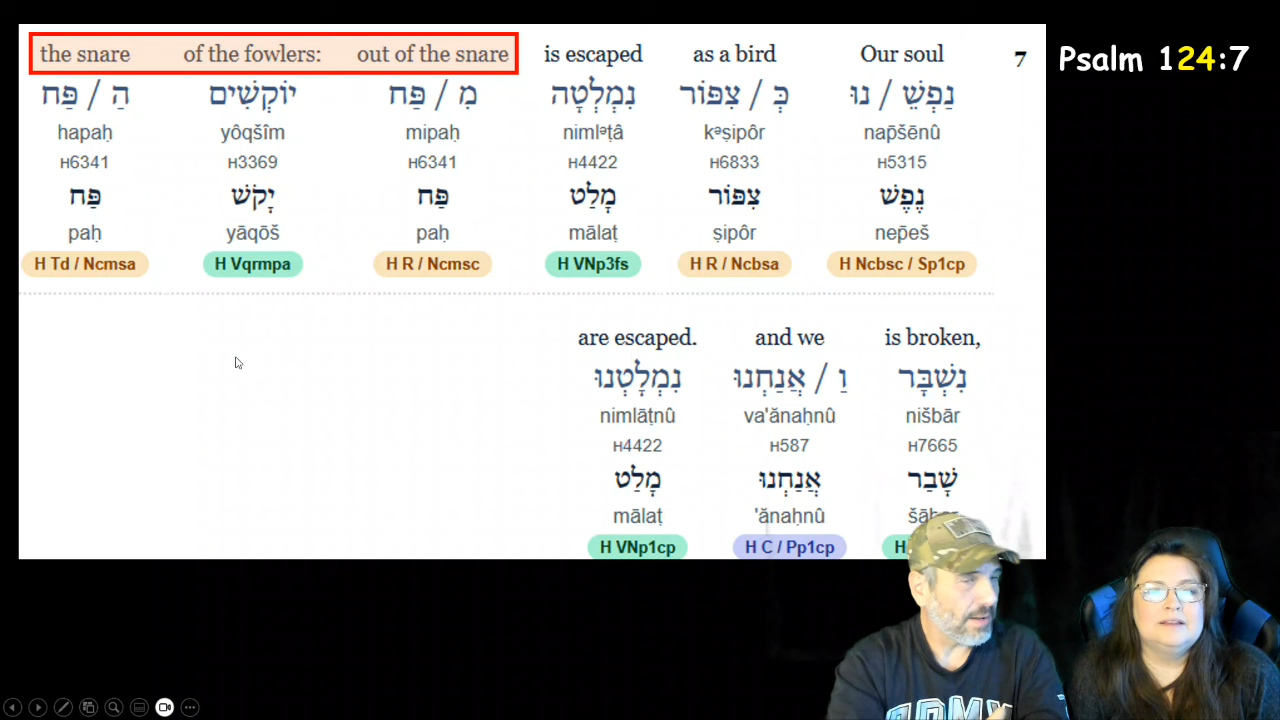 Psalm 124:7
the snare of the fowlers: out of the snare is escaped as a bird Our soul 7
נַפְשֵׁ / נוּ כְּ / צִפּוֹר נִמְלְטָה מִ / פַּח יוֹקְשִׁים הַ / פַּח
hapaḥ yôqšîm mipaḥ nimlᵊṭâ kᵊṣipôr nap̄šēnû
H6341 H3369 H6341 H4422 H6833 H5315
נֶפֶשׁ צִפּוֹר מָלַט פַּח יָקֹשׁ פַּח
paḥ yāqōš paḥ mālaṭ ṣipôr nep̄eš
H Td / Ncmsa H Vqrmpa H R / Ncmsc H VNp3fs H R / Ncbsa H Ncbsc / Sp1cp
are escaped. and we is broken,
נִשְׁבָּר וַ / אֲנַחְנוּ נִמְלָטְנוּ
nimlāṭnû va'ănaḥnû nišbār
H4422 H587 H7665
שָׁבַר אֲנַחְנוּ מָלַט
mālaṭ 'ănaḥnû
H VNp1cp H C / Pp1cp H